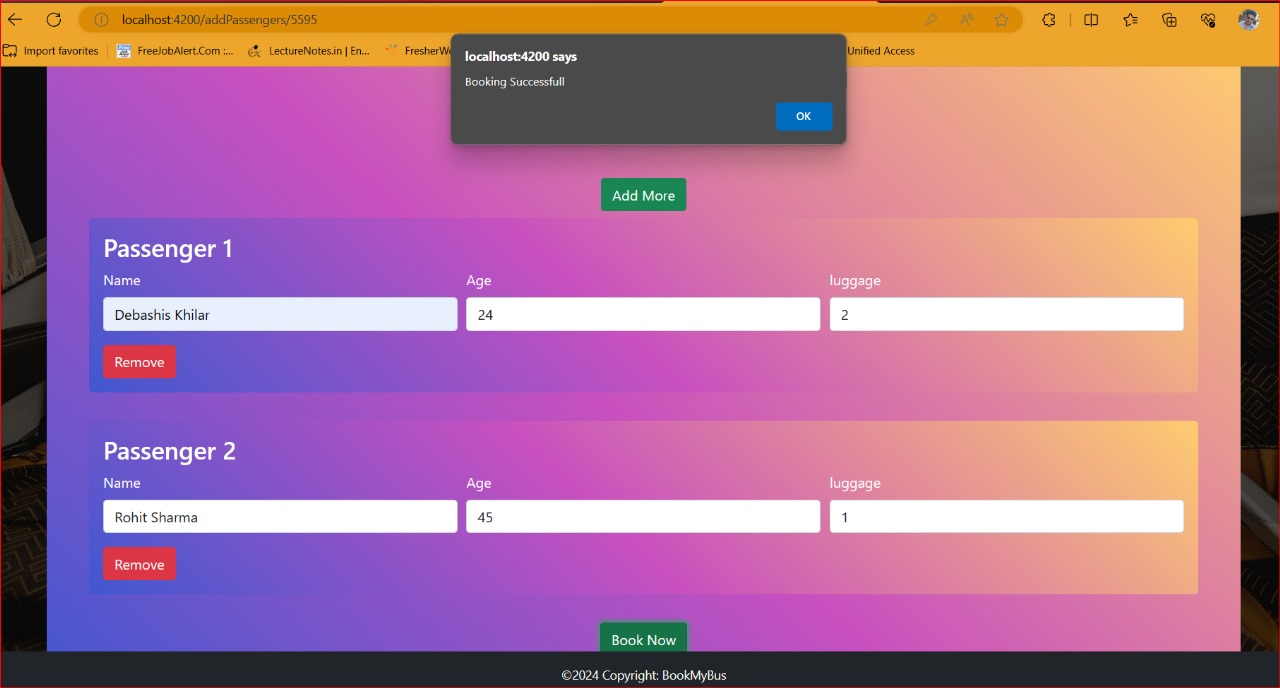 localhost:4200/addPassengers/5595
Import favorites
FreeJobAlert.Com :...
LectureNotes.in | En...
Unified Access
localhost:4200 says
Booking Successfull
OK
Add More
Passenger 1
Name Age luggage
Debashis Khilar 24 2
Remove
Passenger 2
Name Age luggage
Rohit Sharma 45 1
Remove
Book Now
©2024 Copyright: BookMyBus